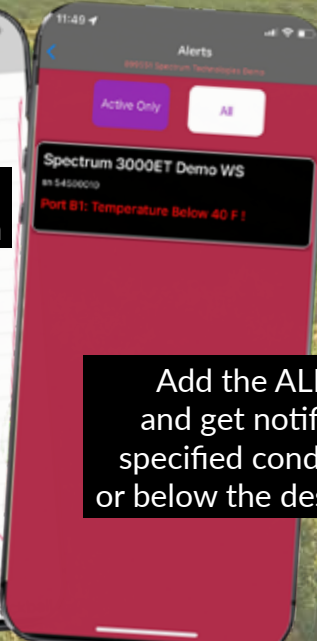 11:49
Alerts
Spectrum Technologies Demo
Active Only
All
Spectrum 3000ET Demo WS
sn 54500010
Port B1: Temperature Below 40 F !
Add the AL
and get notif
specified cond
or below the des